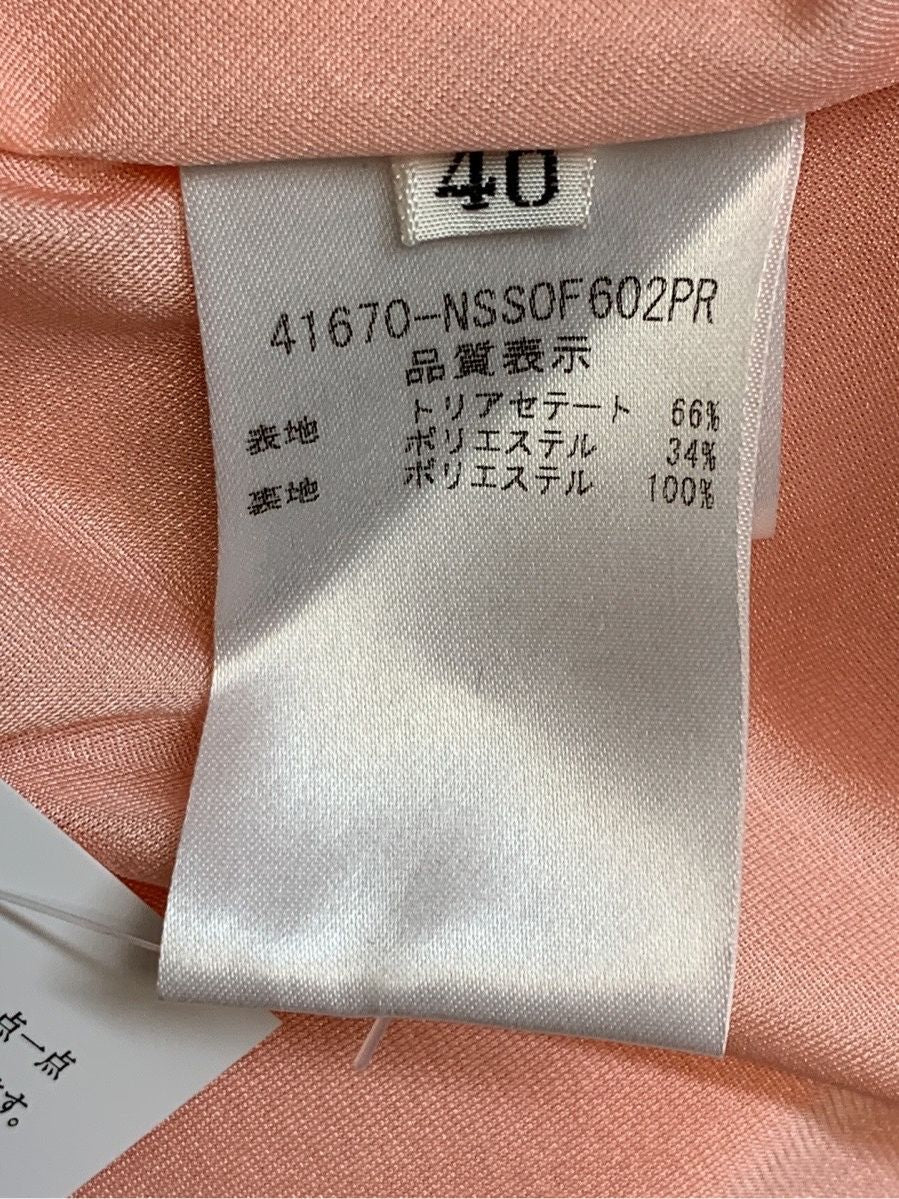 40
41670-NSSOF602PR
品質表示
表地 トリアセテート 66%
ポリエステル 34%
裏地 ポリエステル 100%
点一点
す。